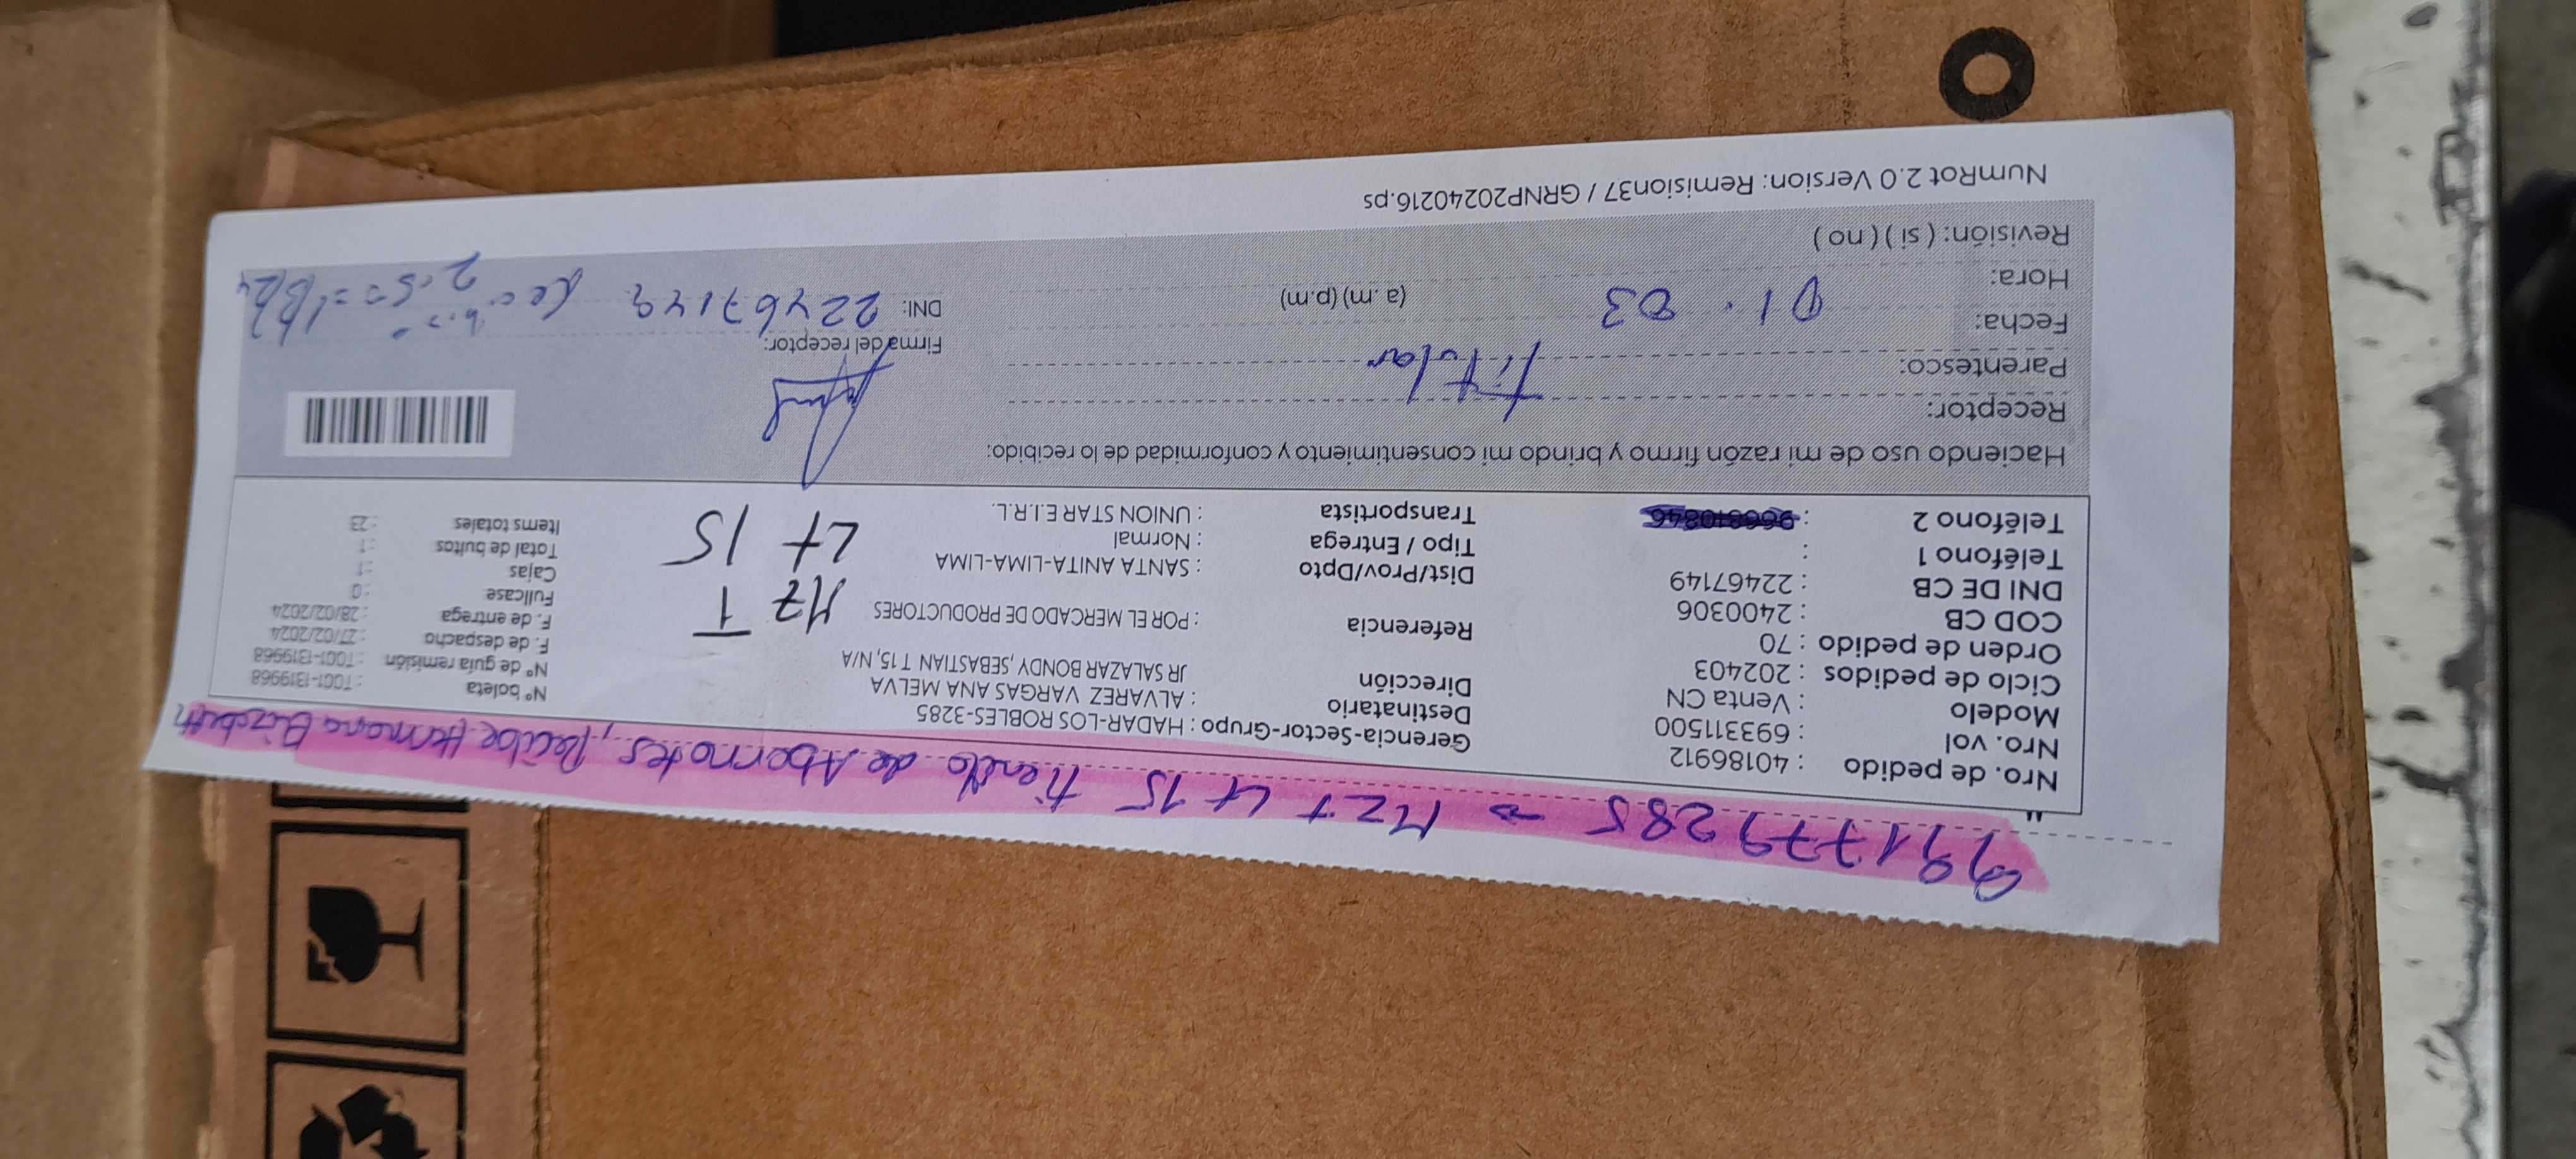 991779285 → Mz T Lt 15 tienda de Abarrotes, Recibe Hermana Elizabeth
Nro. de pedido : 40186912
Nro. vol : 693311500
Modelo : Venta CN
Ciclo de pedidos : 202403
Orden de pedido : 70
COD CB : 2400306
DNI DE CB : 22467149
Teléfono 1 :
Teléfono 2 :
Gerencia-Sector-Grupo : HADAR-LOS ROBLES-3285
Destinatario : ALVAREZ VARGAS ANA MELVA
Dirección JR SALAZAR BONDY ,SEBASTIAN T 15, N/A
Referencia : POR EL MERCADO DE PRODUCTORES
Dist/Prov/Dpto : SANTA ANITA-LIMA-LIMA
Tipo / Entrega : Normal
Transportista : UNION STAR E.I.R.L.
Mz T
Lt 15
N° boleta : T001-1319968
N° de guía remisión : T001-1319968
F. de despacho : 27/02/2024
F. de entrega : 28/02/2024
Fullcase : 0
Cajas : 1
Total de bultos : 1
Items totales : 23
Haciendo uso de mi razón firmo y brindo mi consentimiento y conformidad de lo recibido:
Receptor:
Parentesco: Titular
Fecha: 01. 03
Hora: (a .m) (p.m)
Revisión: ( si ) ( no )
Firma del receptor:
DNI: 22467149
NumRot 2.0 Version: Remision37 / GRNP20240216.ps